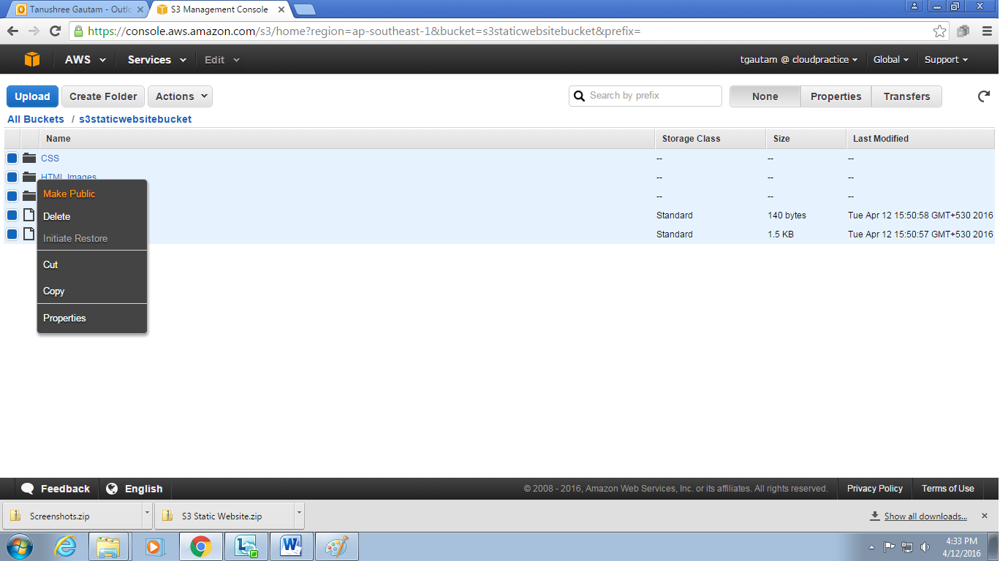 Tanushree Gautam - Outlo
S3 Management Console
https://console.aws.amazon.com/s3/home?region=ap-southeast-1&bucket=s3staticwebsitebucket&prefix=
AWS Services Edit tgautam @ cloudpractice Global Support
Upload Create Folder Actions Search by prefix None Properties Transfers
All Buckets / s3staticwebsitebucket
Name Storage Class Size Last Modified
CSS -- -- --
HTML Images -- -- --
-- -- --
Standard 140 bytes Tue Apr 12 15:50:58 GMT+530 2016
Standard 1.5 KB Tue Apr 12 15:50:57 GMT+530 2016
Make Public
Delete
Initiate Restore
Cut
Copy
Properties
Feedback English © 2008 - 2016, Amazon Web Services, Inc. or its affiliates. All rights reserved. Privacy Policy Terms of Use
Screenshots.zip S3 Static Website.zip Show all downloads...
4:33 PM
4/12/2016